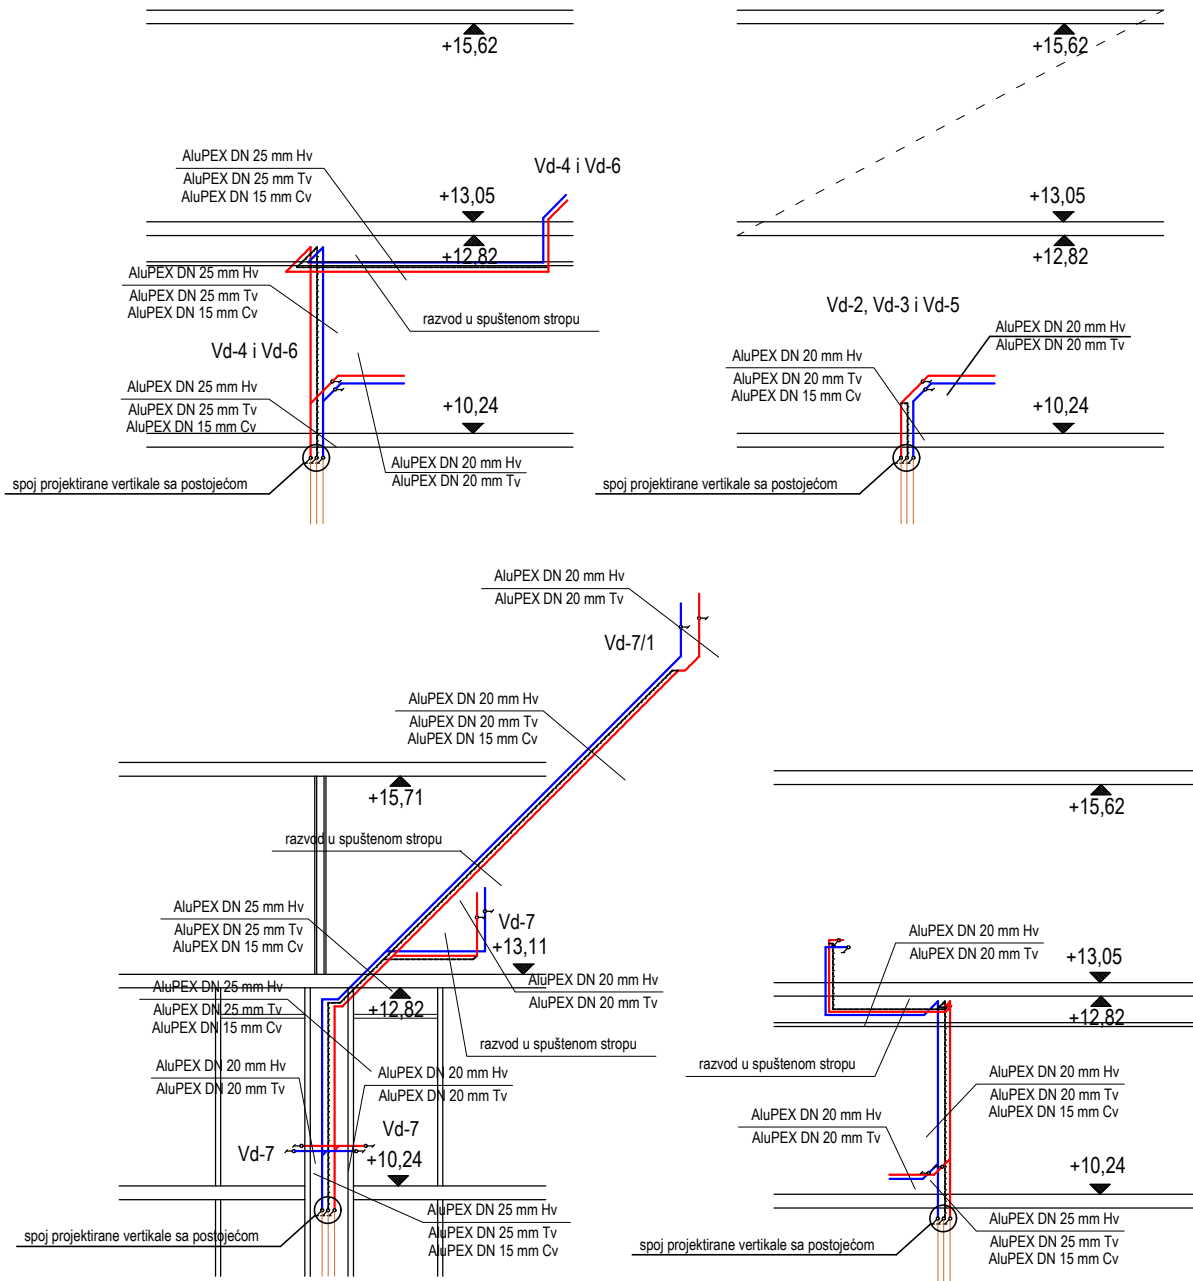 +15,62
AluPEX DN 25 mm Hv
AluPEX DN 25 mm Tv
AluPEX DN 15 mm Cv
Vd-4 i Vd-6
+13,05
+12,82
AluPEX DN 25 mm Hv
AluPEX DN 25 mm Tv
AluPEX DN 15 mm Cv
razvod u spuštenom stropu
Vd-4 i Vd-6
AluPEX DN 25 mm Hv
AluPEX DN 25 mm Tv
AluPEX DN 15 mm Cv
+10,24
AluPEX DN 20 mm Hv
AluPEX DN 20 mm Tv
spoj projektirane vertikale sa postojećom
+15,62
+13,05
+12,82
Vd-2, Vd-3 i Vd-5
AluPEX DN 20 mm Hv
AluPEX DN 20 mm Tv
AluPEX DN 20 mm Hv
AluPEX DN 20 mm Tv
AluPEX DN 15 mm Cv
+10,24
spoj projektirane vertikale sa postojećom
AluPEX DN 20 mm Hv
AluPEX DN 20 mm Tv
Vd-7/1
AluPEX DN 20 mm Hv
AluPEX DN 20 mm Tv
AluPEX DN 15 mm Cv
+15,71
razvod u spuštenom stropu
AluPEX DN 25 mm Hv
AluPEX DN 25 mm Tv
AluPEX DN 15 mm Cv
Vd-7
+13,11
AluPEX DN 20 mm Hv
AluPEX DN 20 mm Tv
AluPEX DN 25 mm Hv
AluPEX DN 25 mm Tv
AluPEX DN 15 mm Cv
+12,82
razvod u spuštenom stropu
AluPEX DN 20 mm Hv
AluPEX DN 20 mm Tv
AluPEX DN 20 mm Hv
AluPEX DN 20 mm Tv
Vd-7
Vd-7
+10,24
AluPEX DN 25 mm Hv
AluPEX DN 25 mm Tv
AluPEX DN 15 mm Cv
spoj projektirane vertikale sa postojećom
+15,62
AluPEX DN 20 mm Hv
AluPEX DN 20 mm Tv
+13,05
+12,82
razvod u spuštenom stropu
AluPEX DN 20 mm Hv
AluPEX DN 20 mm Tv
AluPEX DN 15 mm Cv
AluPEX DN 20 mm Hv
AluPEX DN 20 mm Tv
+10,24
AluPEX DN 25 mm Hv
AluPEX DN 25 mm Tv
AluPEX DN 15 mm Cv
spoj projektirane vertikale sa postojećom